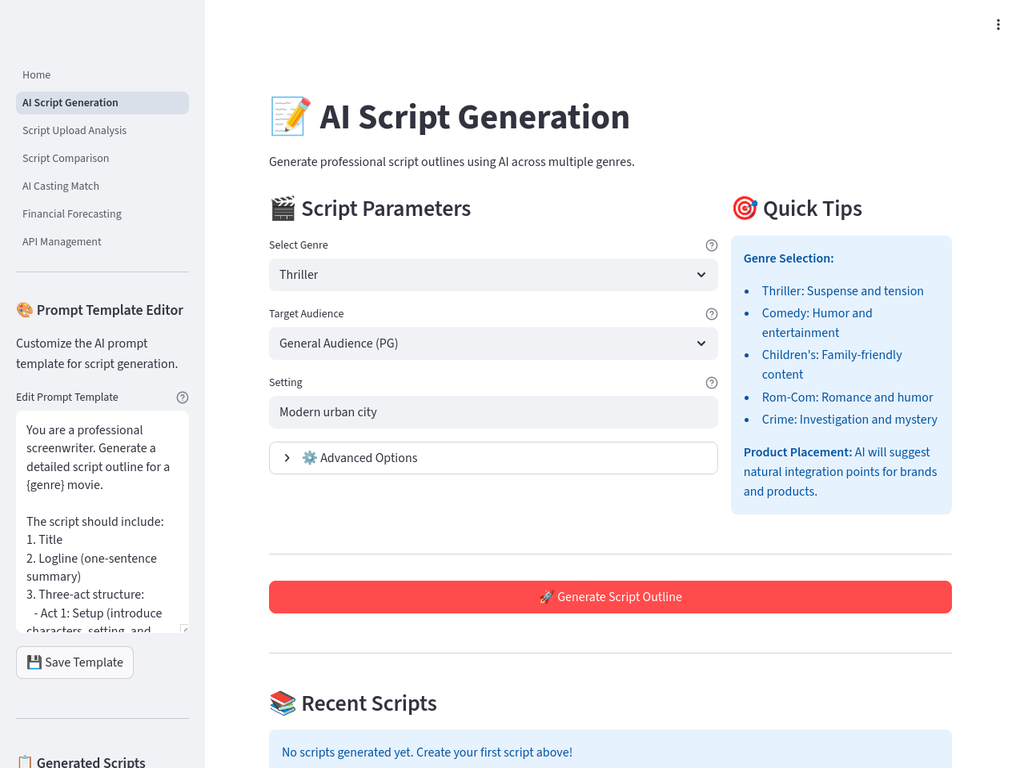 Home
AI Script Generation
Script Upload Analysis
Script Comparison
AI Casting Match
Financial Forecasting
API Management
🎨 Prompt Template Editor
Customize the AI prompt
template for script generation.
Edit Prompt Template
You are a professional
screenwriter. Generate a
detailed script outline for a
{genre} movie.
The script should include:
1. Title
2. Logline (one-sentence
summary)
3. Three-act structure:
- Act 1: Setup (introduce
characters, setting, and
💾 Save Template
📋 Generated Scripts
📝 AI Script Generation
Generate professional script outlines using AI across multiple genres.
🎬 Script Parameters
Select Genre
Thriller
Target Audience
General Audience (PG)
Setting
Modern urban city
⚙️ Advanced Options
🎯 Quick Tips
Genre Selection:
• Thriller: Suspense and tension
• Comedy: Humor and
entertainment
• Children's: Family-friendly
content
• Rom-Com: Romance and humor
• Crime: Investigation and mystery
Product Placement: AI will suggest
natural integration points for brands
and products.
🚀 Generate Script Outline
📚 Recent Scripts
No scripts generated yet. Create your first script above!